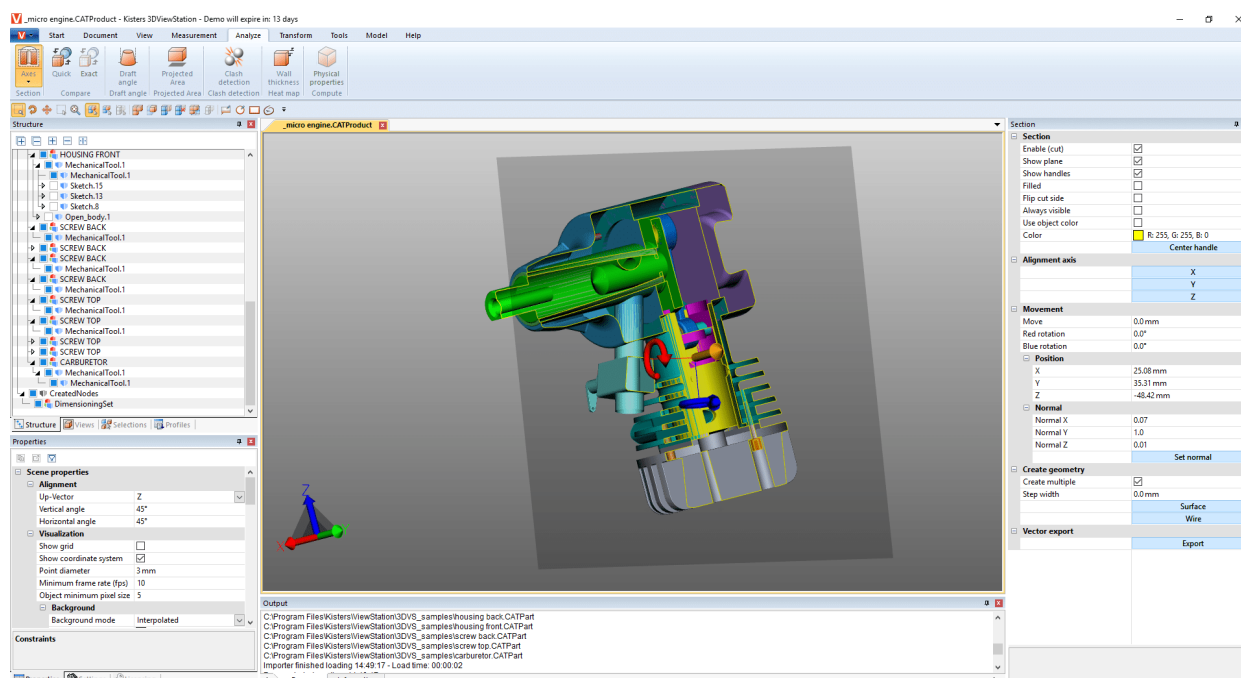 _micro engine.CATProduct - Kisters 3DViewStation - Demo will expire in: 13 days
Start Document View Measurement Analyze Transform Tools Model Help
Axes Quick Exact Draft angle Projected Area Clash detection Wall thickness Physical properties
Section Compare Draft angle Projected Area Clash detection Heat map Compute
Structure
HOUSING FRONT
MechanicalTool.1
MechanicalTool.1
Sketch.15
Sketch.13
Sketch.8
Open_body.1
SCREW BACK
MechanicalTool.1
SCREW BACK
SCREW BACK
MechanicalTool.1
SCREW BACK
MechanicalTool.1
SCREW TOP
MechanicalTool.1
SCREW TOP
MechanicalTool.1
SCREW TOP
SCREW TOP
CARBURETOR
MechanicalTool.1
MechanicalTool.1
CreatedNodes
DimensioningSet
Structure Views Selections Profiles
Properties
Scene properties
Alignment
Up-Vector Z
Vertical angle 45°
Horizontal angle 45°
Visualization
Show grid
Show coordinate system
Point diameter 3 mm
Minimum frame rate (fps) 10
Object minimum pixel size 5
Background
Background mode Interpolated
Constraints
_micro engine.CATProduct
Z
X
Output
C:\Program Files\Kisters\ViewStation\3DVS_samples\housing back.CATPart
C:\Program Files\Kisters\ViewStation\3DVS_samples\housing front.CATPart
C:\Program Files\Kisters\ViewStation\3DVS_samples\screw back.CATPart
C:\Program Files\Kisters\ViewStation\3DVS_samples\screw top.CATPart
C:\Program Files\Kisters\ViewStation\3DVS_samples\carburetor.CATPart
Importer finished loading 14:49:17 - Load time: 00:00:02
Section
Section
Enable (cut)
Show plane
Show handles
Filled
Flip cut side
Always visible
Use object color
Color R: 255, G: 255, B: 0
Center handle
Alignment axis
X
Y
Z
Movement
Move 0.0 mm
Red rotation 0.0°
Blue rotation 0.0°
Position
X 25.08 mm
Y 35.31 mm
Z -48.42 mm
Normal
Normal X 0.07
Normal Y 1.0
Normal Z 0.01
Set normal
Create geometry
Create multiple
Step width 0.0 mm
Surface
Wire
Vector export
Export